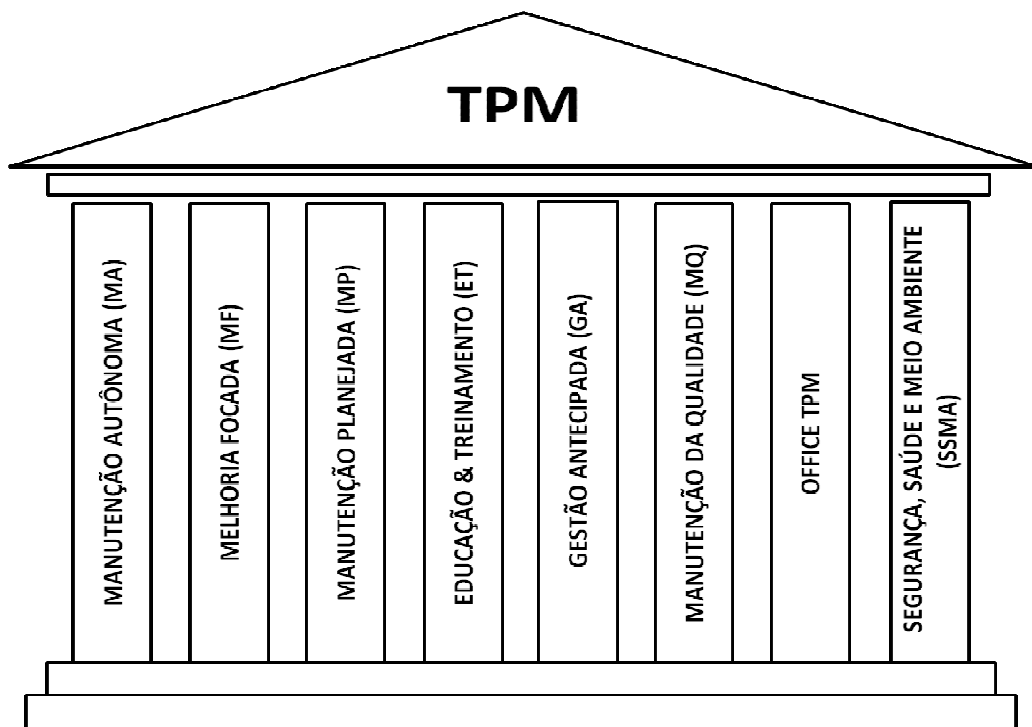 TPM
MANUTENÇÃO AUTÔNOMA (MA)
MELHORIA FOCADA (MF)
MANUTENÇÃO PLANEJADA (MP)
EDUCAÇÃO & TREINAMENTO (ET)
GESTÃO ANTECIPADA (GA)
MANUTENÇÃO DA QUALIDADE (MQ)
OFFICE TPM
SEGURANÇA, SAÚDE E MEIO AMBIENTE
(SSMA)